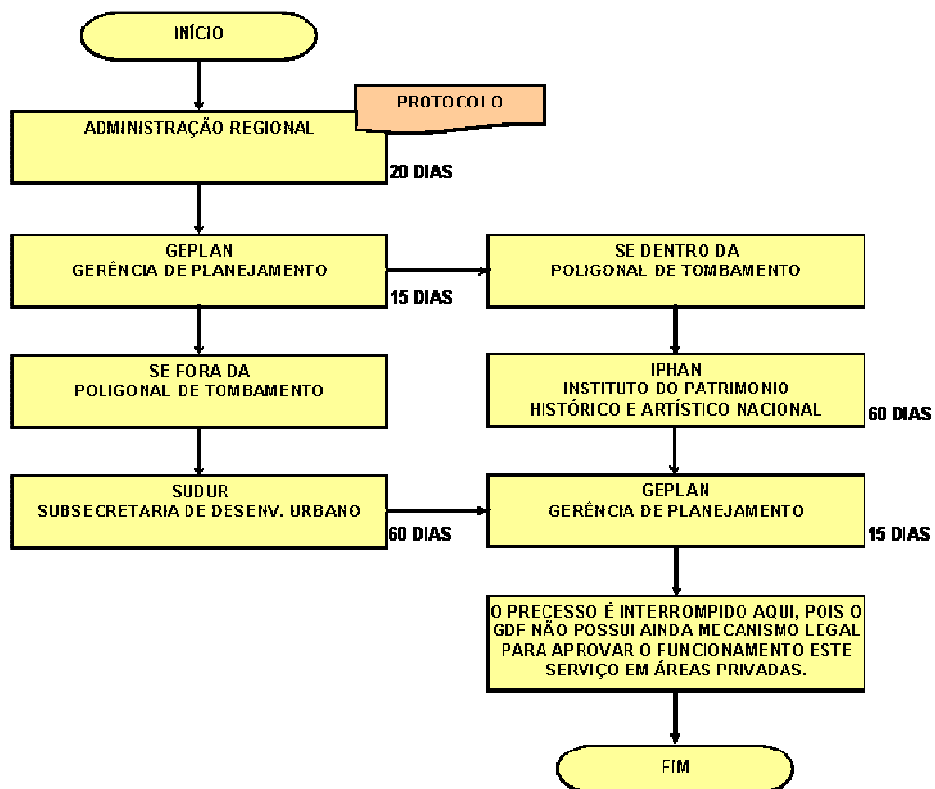 INÍCIO
PROTOCOLO
ADMINISTRAÇÃO REGIONAL
20 DIAS
GEPLAN
GERÊNCIA DE PLANEJAMENTO
15 DIAS
SE DENTRO DA
POLIGONAL DE TOMBAMENTO
SE FORA DA
POLIGONAL DE TOMBAMENTO
IPHAN
INSTITUTO DO PATRIMONIO
HISTÓRICO E ARTÍSTICO NACIONAL
60 DIAS
SUDUR
SUBSECRETARIA DE DESENV. URBANO
60 DIAS
GEPLAN
GERÊNCIA DE PLANEJAMENTO
15 DIAS
O PRECESSO É INTERROMPIDO AQUI, POIS O
GDF NÃO POSSUI AINDA MECANISMO LEGAL
PARA APROVAR O FUNCIONAMENTO ESTE
SERVIÇO EM ÁREAS PRIVADAS.
FIM